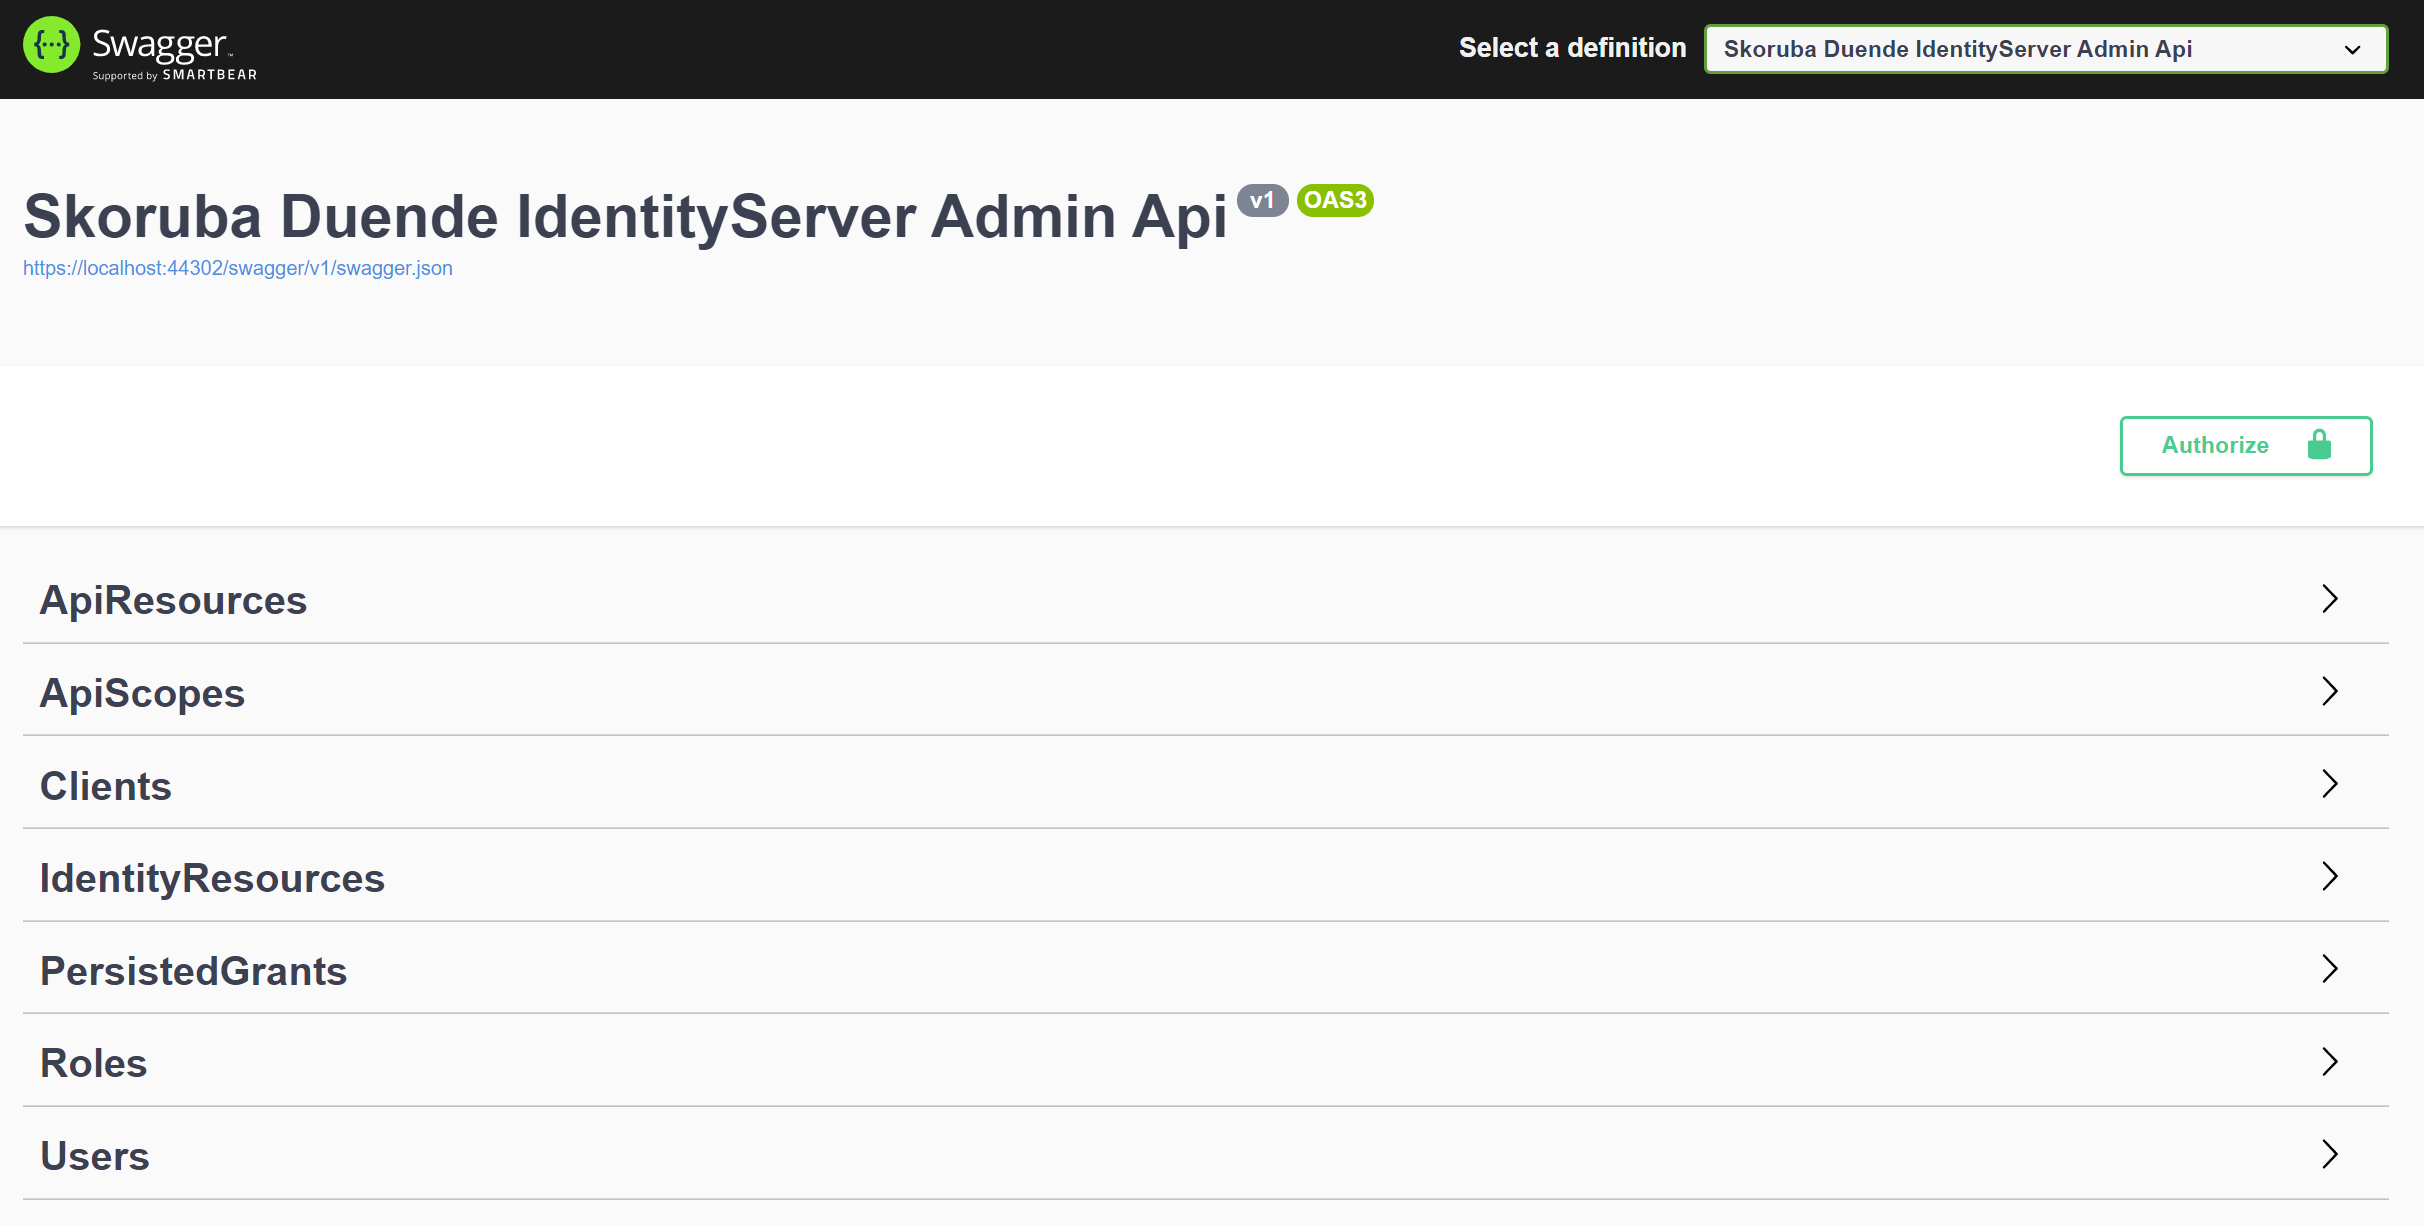 Swagger
Supported by SMARTBEAR
Select a definition
Skoruba Duende IdentityServer Admin Api
Skoruba Duende IdentityServer Admin Api v1 OAS3
https://localhost:44302/swagger/v1/swagger.json
Authorize
ApiResources
ApiScopes
Clients
IdentityResources
PersistedGrants
Roles
Users